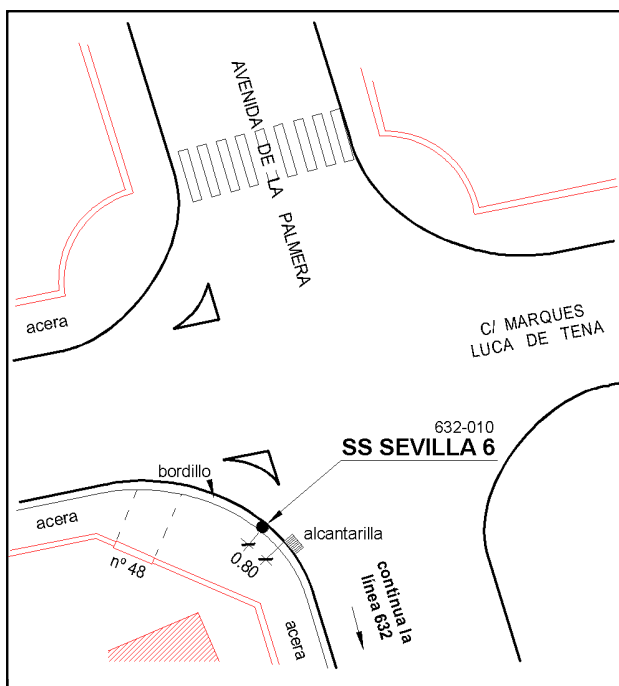 AVENIDA DE LA PALMERA
acera
C/ MARQUES
LUCA DE TENA
632-010
SS SEVILLA 6
bordillo
acera
alcantarilla
0.80
nº 48
continua la
línea 632
acera